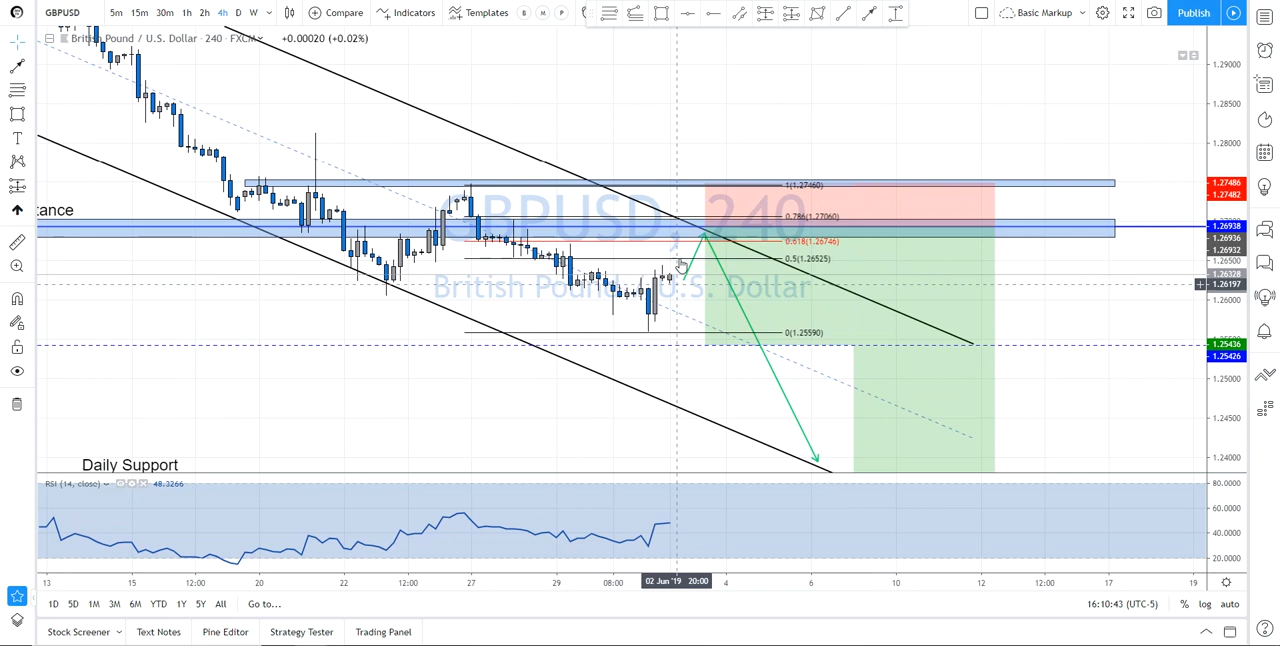 GBPUSD 5m 15m 30m 1h 2h 4h D W Compare Indicators Templates B M P Basic Markup Publish
British Pound / U.S. Dollar · 240 · FXCM +0.00020 (+0.02%)
1.29000
1.28500
1.28000
1(1.27460)
1.27486
1.27482
tance
0.786(1.27060)
GBPUSD, 240
1.26938
0.618(1.26746)
1.26936
1.26932
0.5(1.26525)
1.26500
1.26328
British Pound / U.S. Dollar
1.26197
1.26000
0(1.25590)
1.25436
1.25426
1.25000
1.24500
1.24000
Daily Support
RSI (14, close) 48.3266
80.0000
60.0000
40.0000
20.0000
13 15 12:00 20 22 12:00 27 29 08:00 02 Jun '19 20:00 4 6 10 12 12:00 17 19
1D 5D 1M 3M 6M YTD 1Y 5Y All Go to... 16:10:43 (UTC-5) % log auto
Stock Screener Text Notes Pine Editor Strategy Tester Trading Panel